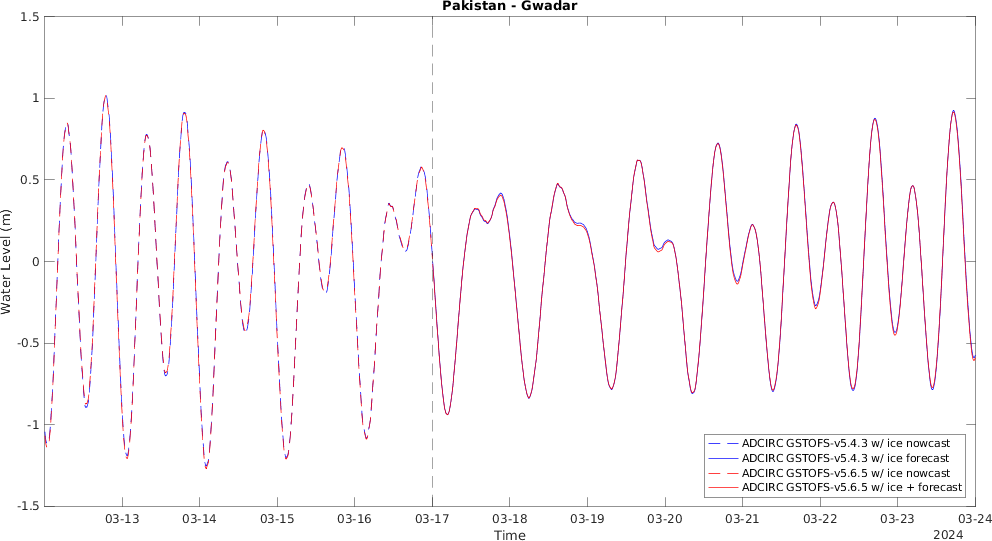 Pakistan - Gwadar
1.5
1
0.5
0
-0.5
-1
-1.5
Water Level (m)
03-13 03-14 03-15 03-16 03-17 03-18 03-19 03-20 03-21 03-22 03-23 03-24
Time
2024
ADCIRC GSTOFS-v5.4.3 w/ ice nowcast
ADCIRC GSTOFS-v5.4.3 w/ ice forecast
ADCIRC GSTOFS-v5.6.5 w/ ice nowcast
ADCIRC GSTOFS-v5.6.5 w/ ice + forecast